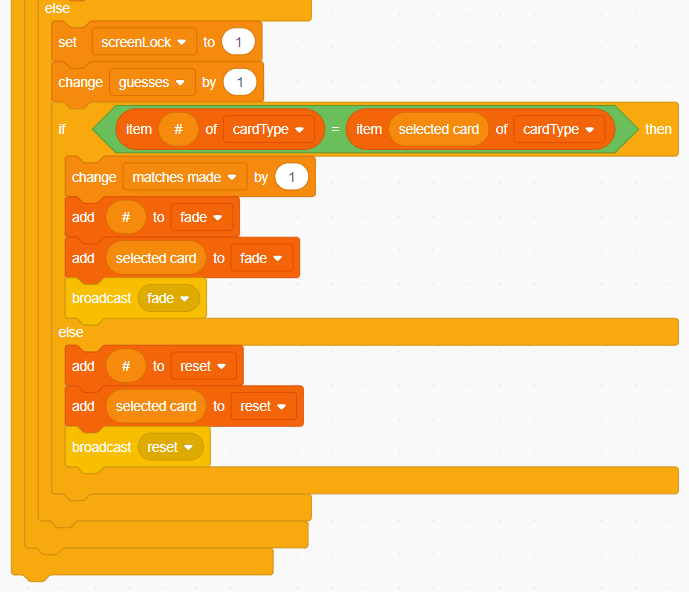 else
set screenLock to 1
change guesses by 1
if item # of cardType = item selected card of cardType then
change matches made by 1
add # to fade
add selected card to fade
broadcast fade
else
add # to reset
add selected card to reset
broadcast reset